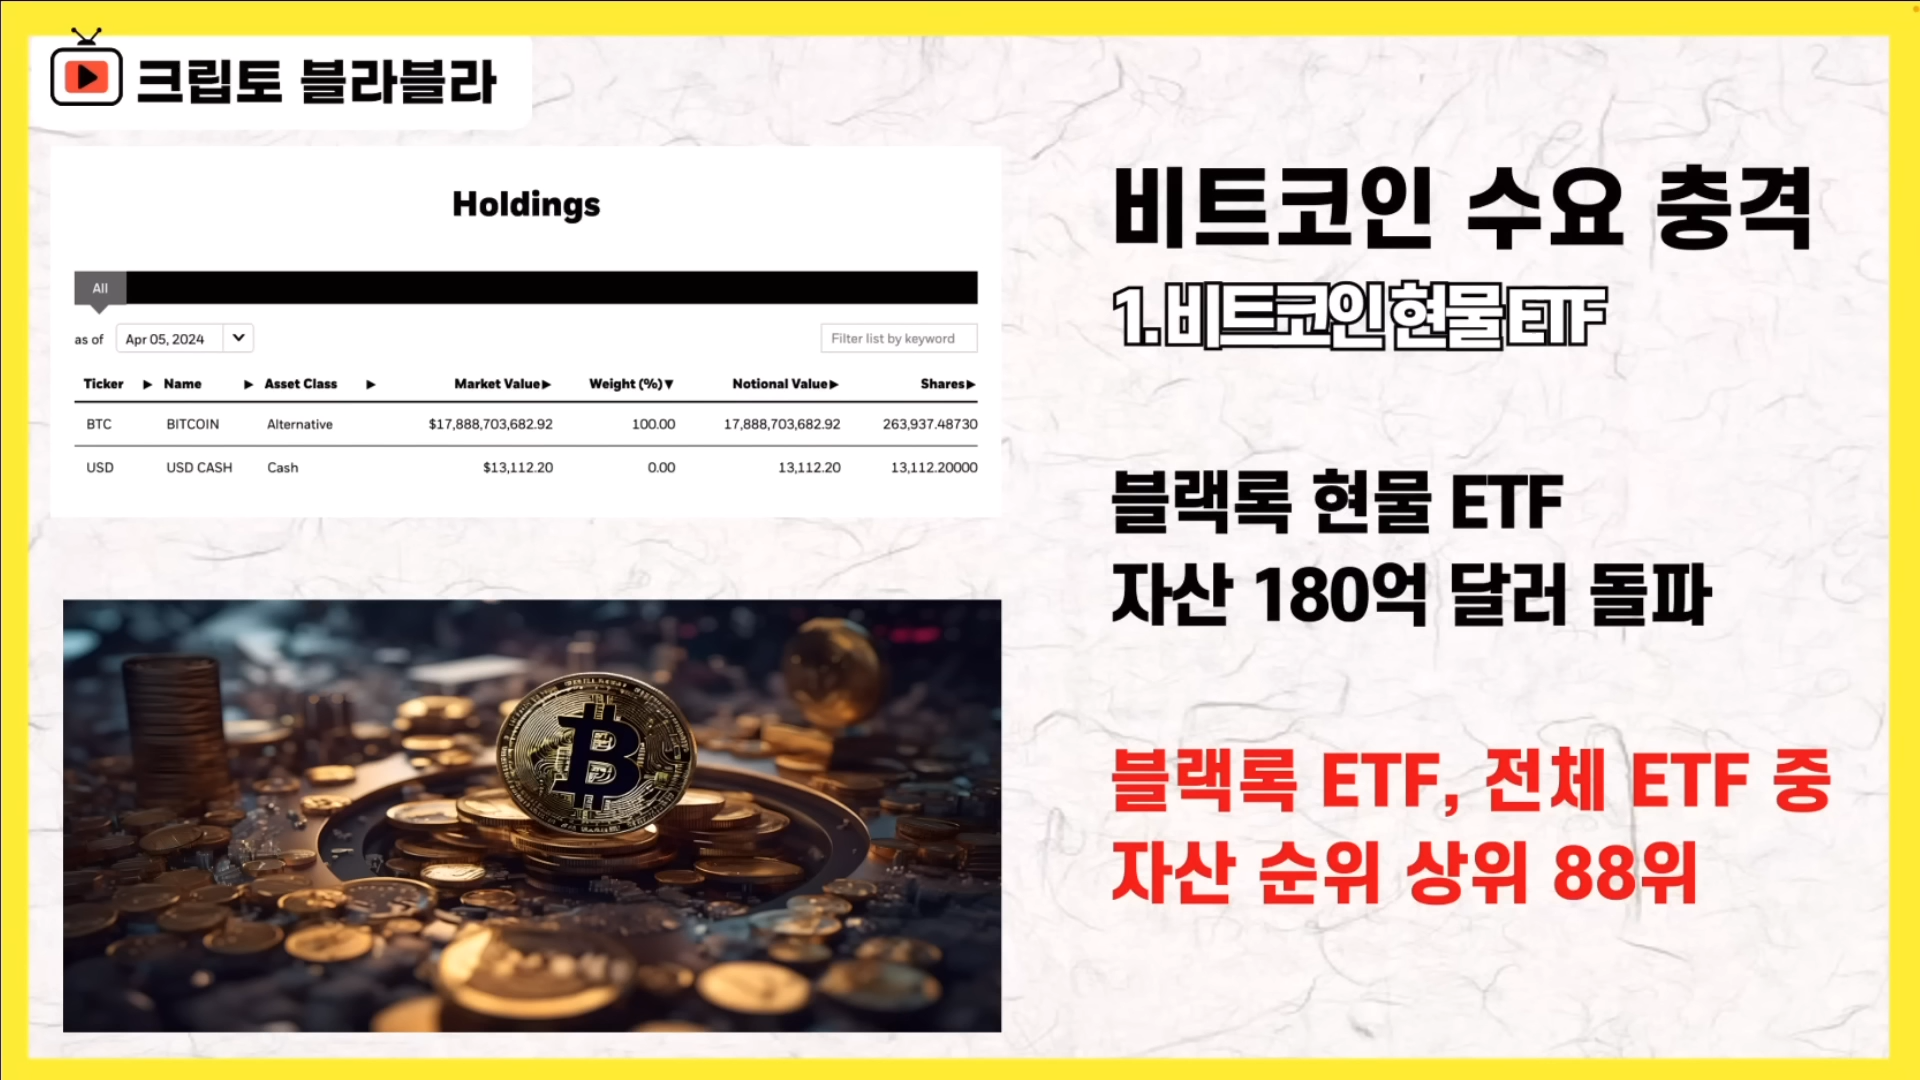 크립토 블라블라
Holdings
All
as of Apr 05, 2024 Filter list by keyword
Ticker ▶ Name ▶ Asset Class ▶ Market Value▶ Weight (%)▼ Notional Value▶ Shares▶
BTC BITCOIN Alternative $17,888,703,682.92 100.00 17,888,703,682.92 263,937.48730
USD USD CASH Cash $13,112.20 0.00 13,112.20 13,112.20000
비트코인 수요 충격
1. 비트코인 현물 ETF
블랙록 현물 ETF
자산 180억 달러 돌파
블랙록 ETF, 전체 ETF 중
자산 순위 상위 88위